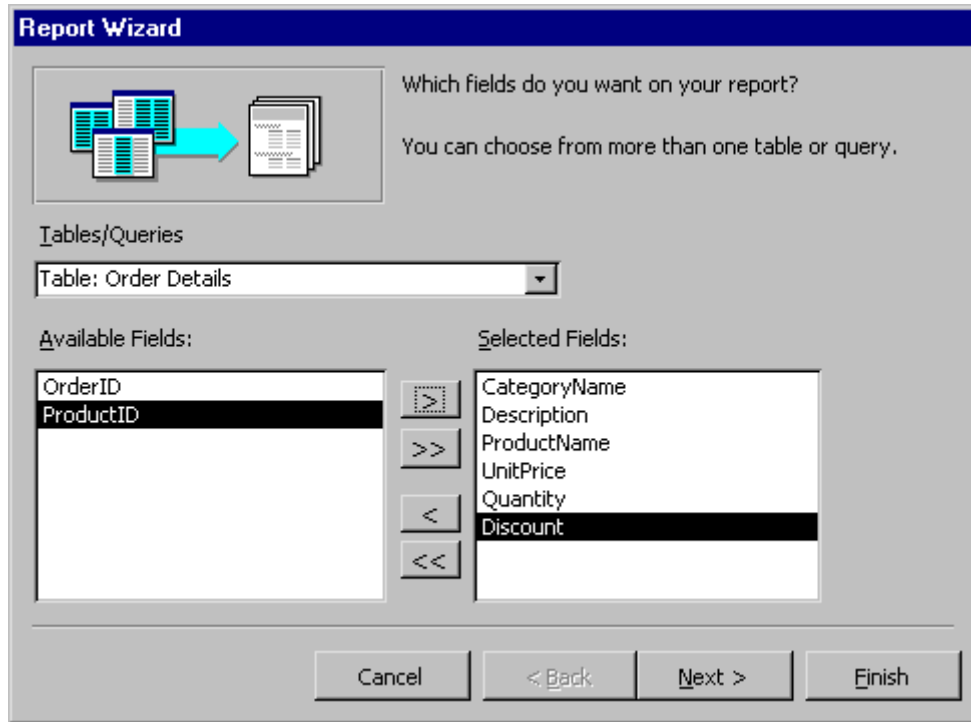 Report Wizard
Which fields do you want on your report?
You can choose from more than one table or query.
Tables/Queries
Table: Order Details
Available Fields:
Selected Fields:
OrderID
ProductID
>
>>
<
<<
CategoryName
Description
ProductName
UnitPrice
Quantity
Discount
Cancel
< Back
Next >
Finish